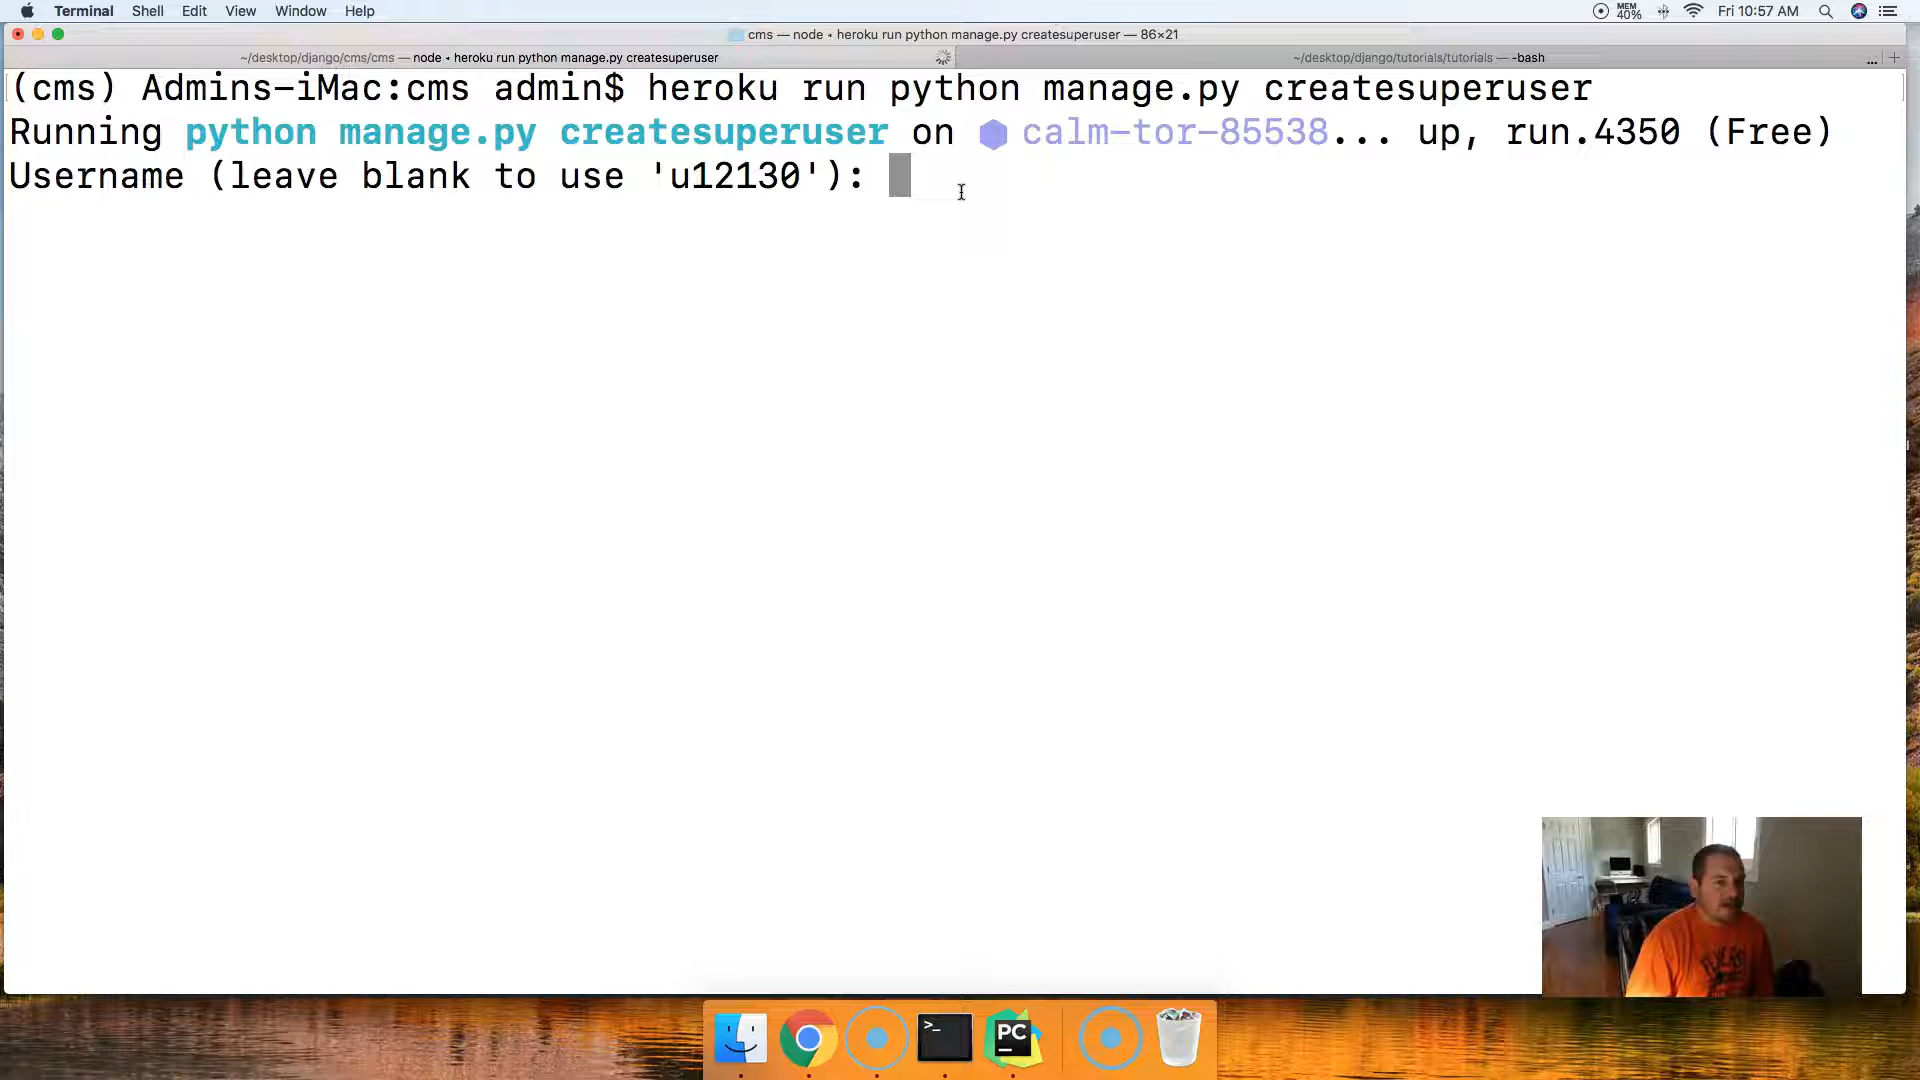 Terminal Shell Edit View Window Help MEM 40% Fri 10:57 AM
cms — node ◂ heroku run python manage.py createsuperuser — 86×21
~/desktop/django/cms/cms — node ◂ heroku run python manage.py createsuperuser
~/desktop/django/tutorials/tutorials — -bash
(cms) Admins-iMac:cms admin$ heroku run python manage.py createsuperuser
Running python manage.py createsuperuser on ⬢ calm-tor-85538... up, run.4350 (Free)
Username (leave blank to use 'u12130'):
>_
PC